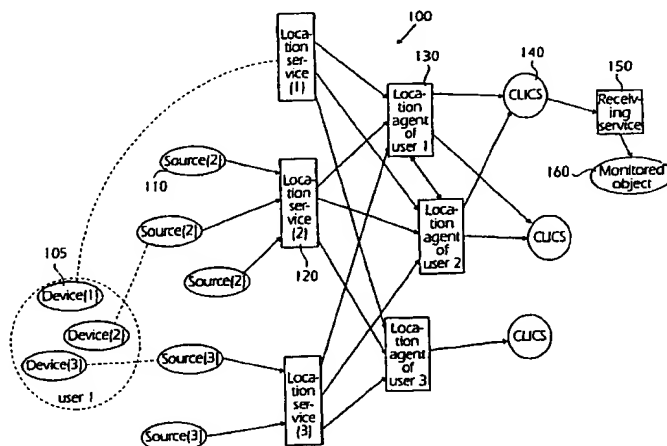 100
Loca-
tion
ser-
vice
(1)
130
Loca-
tion
agent
of
user 1
140
CLICS
150
Receiving
service
160
Monitored
object
Source(2)
110
Source(2)
Source(2)
Loca-
tion
ser-
vice
(2)
120
Loca-
tion
agent
of
user 2
CLICS
105
Device(1)
Device(2)
Device(3)
user 1
Source(3)
Source(3)
Loca-
tion
ser-
vice
(3)
Loca-
tion
agent
of
user 3
CLICS